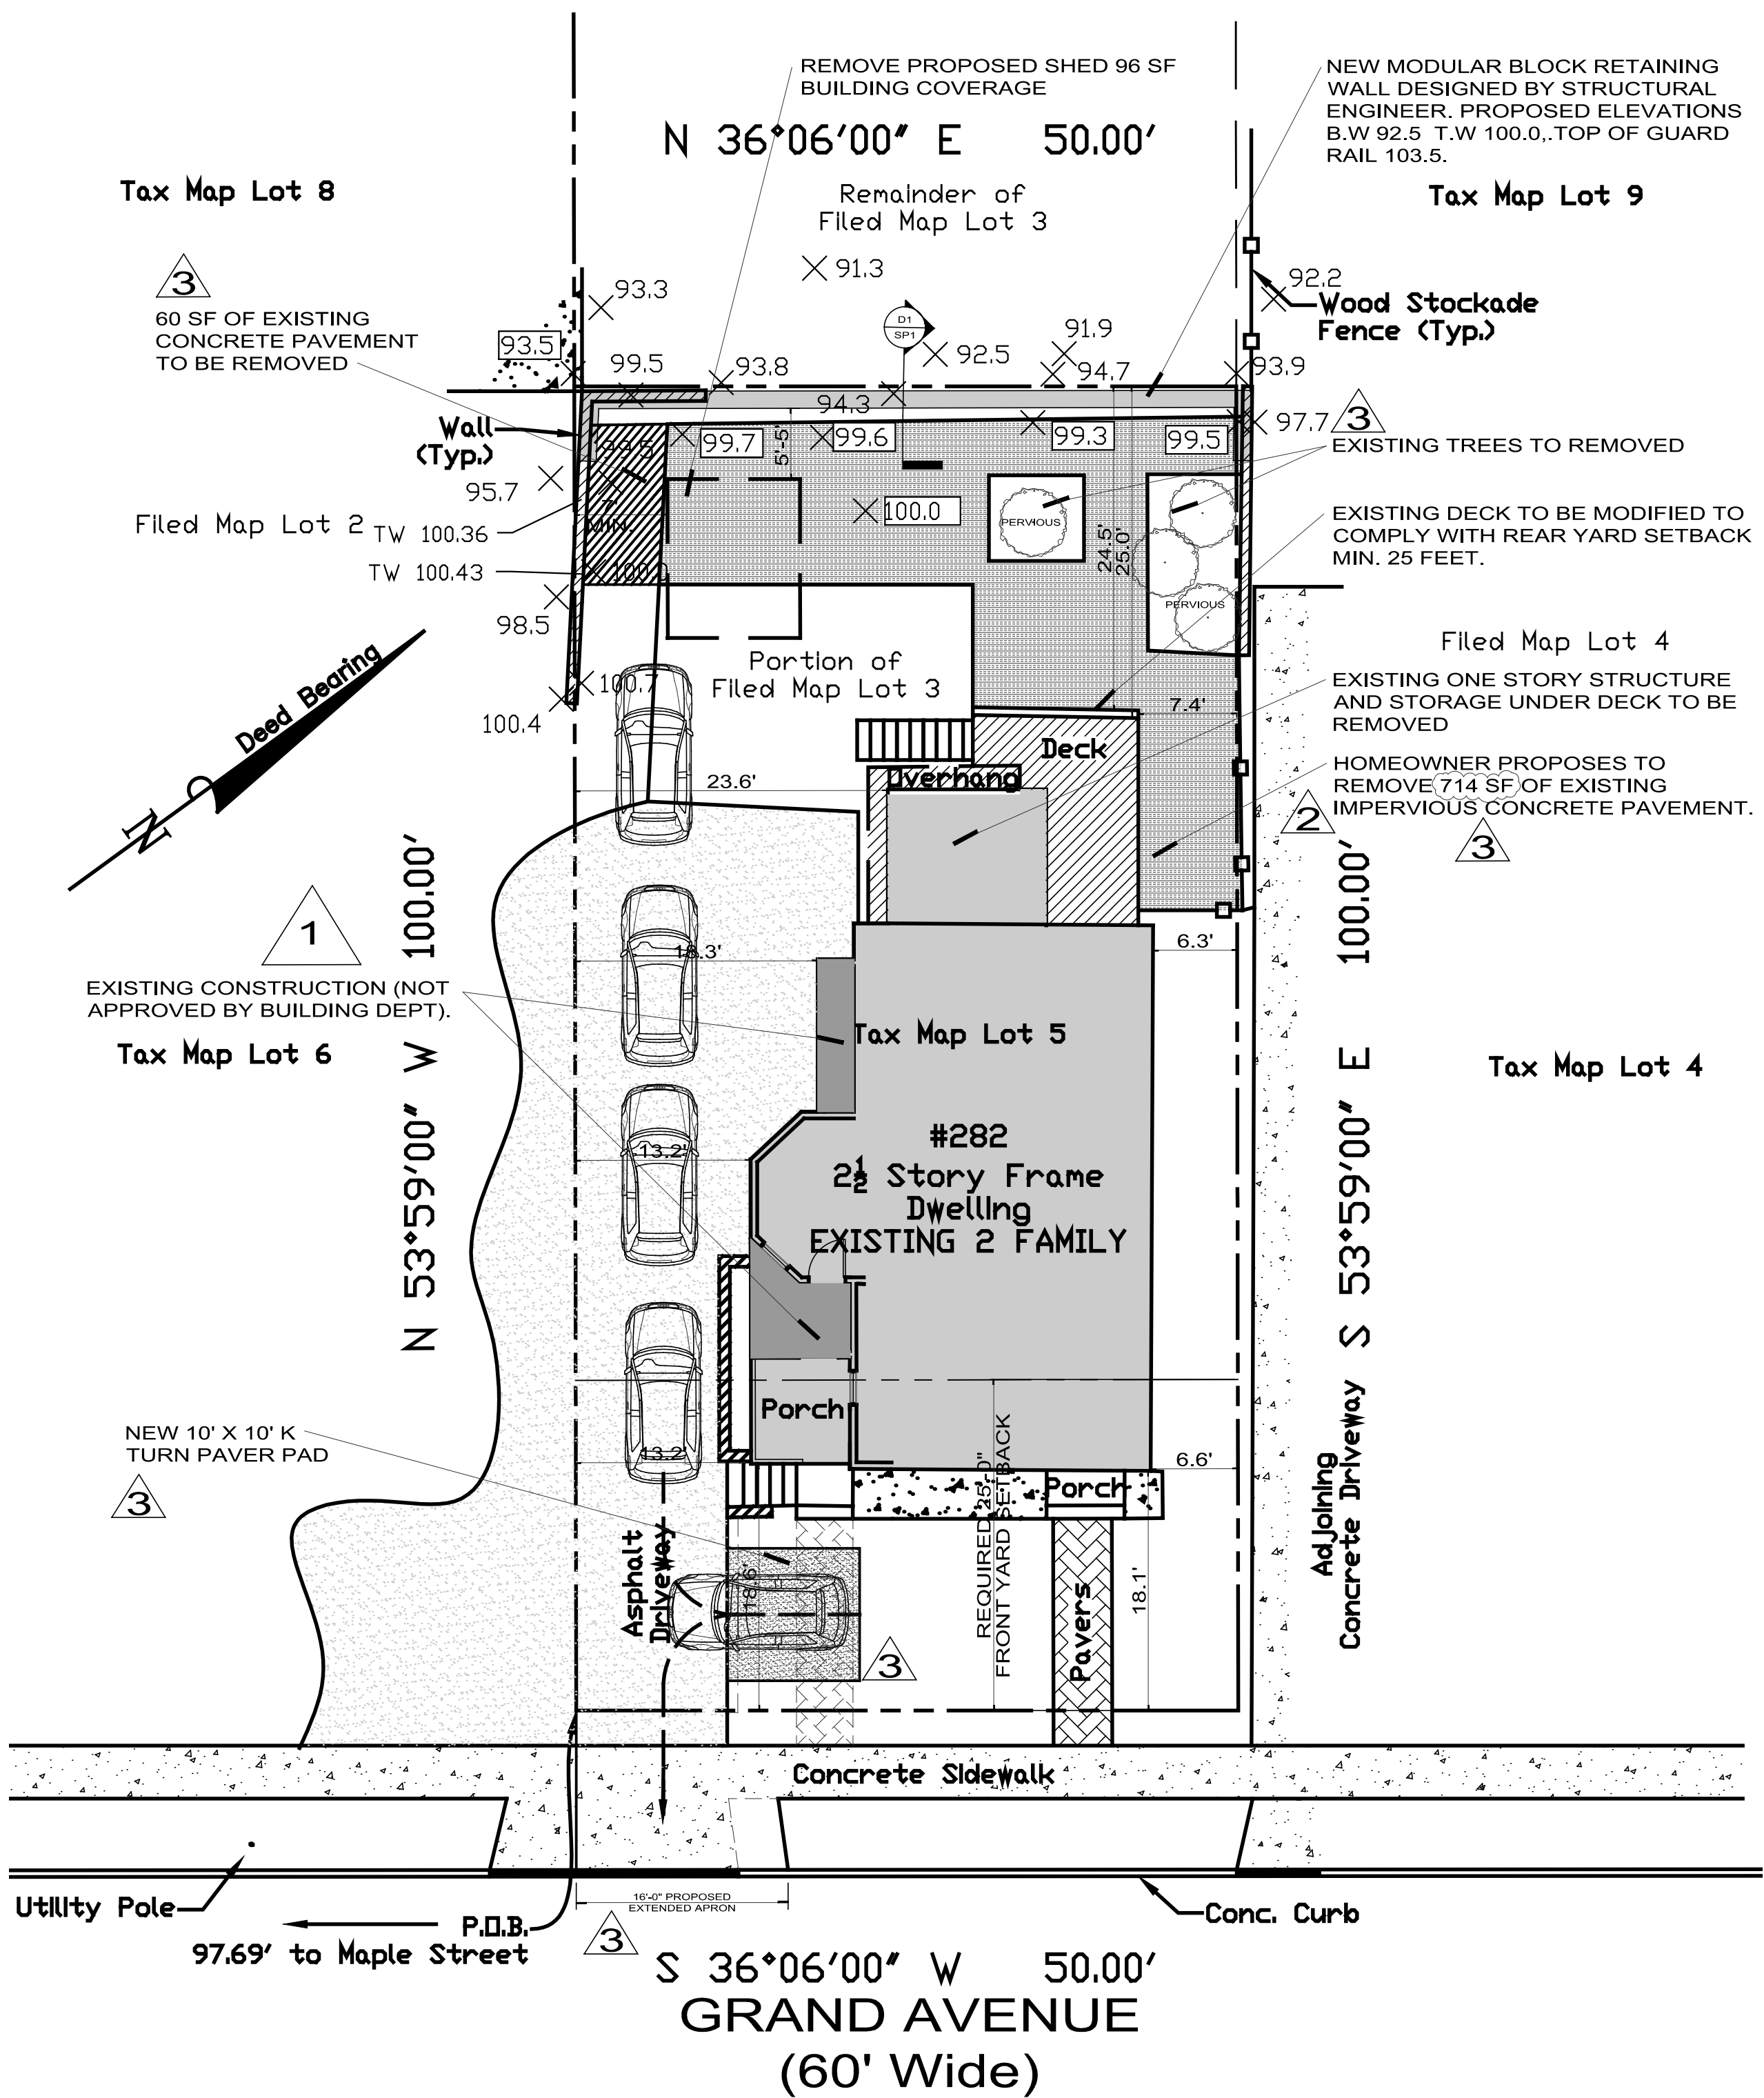 REMOVE PROPOSED SHED 96 SF
BUILDING COVERAGE
NEW MODULAR BLOCK RETAINING
WALL DESIGNED BY STRUCTURAL
ENGINEER. PROPOSED ELEVATIONS
B.W 92.5 T.W 100.0,.TOP OF GUARD
RAIL 103.5.
N 36°06'00" E 50.00'
Tax Map Lot 8
Remainder of
Filed Map Lot 3
Tax Map Lot 9
91.3
3
93.3
92.2
Wood Stockade
Fence (Typ.)
60 SF OF EXISTING
CONCRETE PAVEMENT
TO BE REMOVED
D1
SP1
93.5
99.5
93.8
92.5
91.9
94.7
93.9
94.3
97.7
3
Wall
(Typ.)
99.5
99.7
5'-5"
99.6
99.3
99.5
EXISTING TREES TO REMOVED
95.7
7'
MIN.
100.0
PERVIOUS
Filed Map Lot 2
TW 100.36
TW 100.43
24.5'
25.0'
EXISTING DECK TO BE MODIFIED TO
COMPLY WITH REAR YARD SETBACK
MIN. 25 FEET.
PERVIOUS
98.5
Filed Map Lot 4
Deed Bearing
N
Portion of
Filed Map Lot 3
100.7
100.4
7.4'
EXISTING ONE STORY STRUCTURE
AND STORAGE UNDER DECK TO BE
REMOVED
Deck
Overhang
23.6'
HOMEOWNER PROPOSES TO
REMOVE 714 SF OF EXISTING
IMPERVIOUS CONCRETE PAVEMENT.
2
3
1
18.3'
6.3'
EXISTING CONSTRUCTION (NOT
APPROVED BY BUILDING DEPT).
Tax Map Lot 6
N 53°59'00" W 100.00'
Tax Map Lot 5
Tax Map Lot 4
S 53°59'00" E 100.00'
#282
2½ Story Frame
Dwelling
EXISTING 2 FAMILY
13.2'
Porch
13.2'
NEW 10' X 10' K
TURN PAVER PAD
3
6.6'
Porch
REQUIRED 25'-0"
FRONT YARD SETBACK
Adjoining
Concrete Driveway
Asphalt
Driveway
18.6'
3
Pavers
18.1'
Concrete Sidewalk
Utility Pole
16'-0" PROPOSED
EXTENDED APRON
Conc. Curb
P.O.B.
97.69' to Maple Street
3
S 36°06'00" W 50.00'
GRAND AVENUE
(60' Wide)